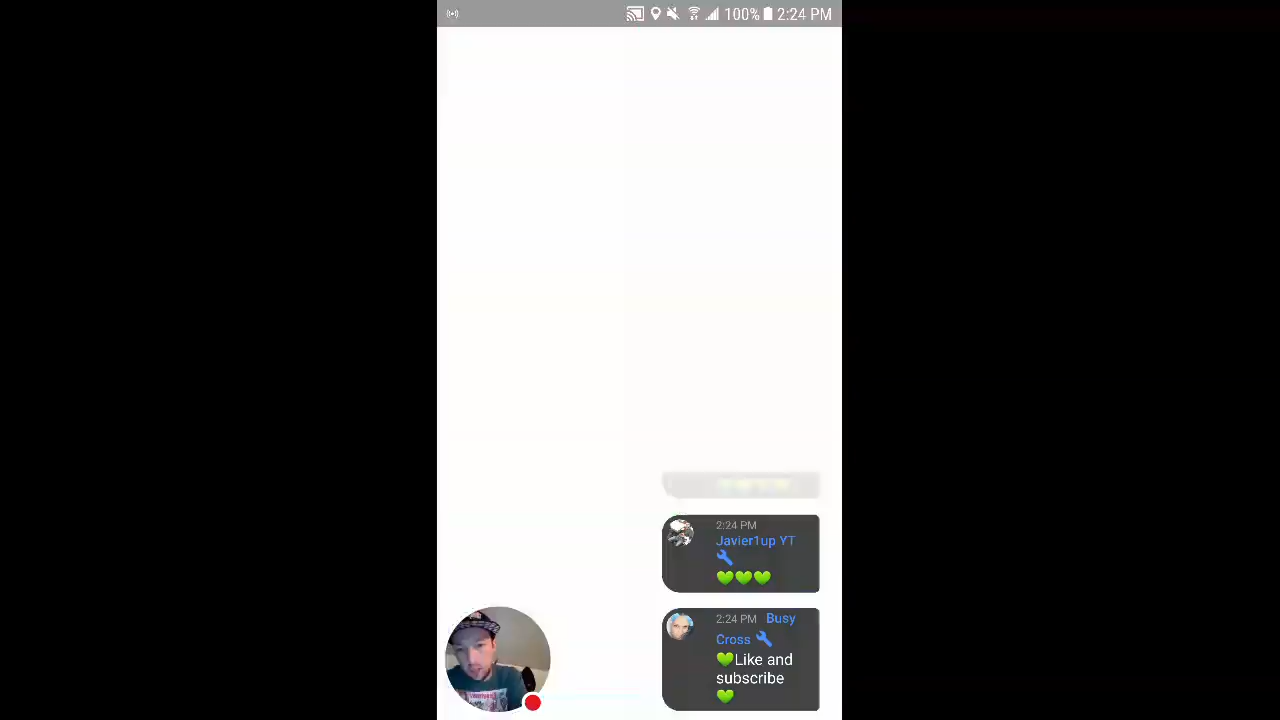 100% 2:24 PM
2:24 PM
Javier1up YT
💚💚💚
2:24 PM Busy
Cross
💚Like and
subscribe
💚